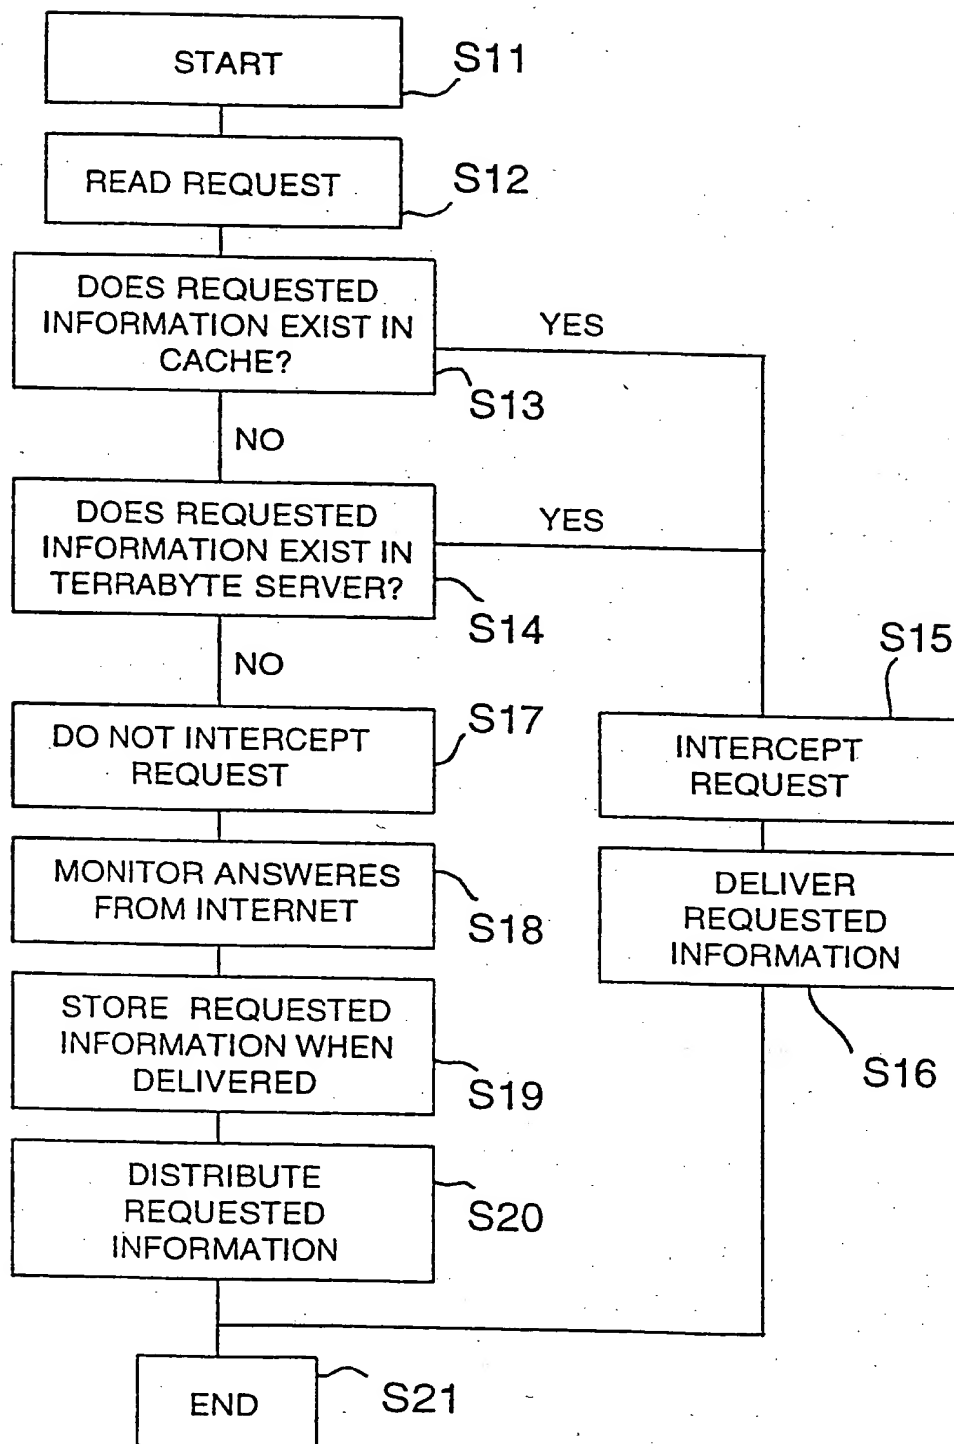 START
S11
READ REQUEST
S12
DOES REQUESTED
INFORMATION EXIST IN
CACHE?
YES
S13
NO
DOES REQUESTED
INFORMATION EXIST IN
TERRABYTE SERVER?
YES
S14
NO
S15
DO NOT INTERCEPT
REQUEST
S17
INTERCEPT
REQUEST
MONITOR ANSWERES
FROM INTERNET
S18
DELIVER
REQUESTED
INFORMATION
S16
STORE REQUESTED
INFORMATION WHEN
DELIVERED
S19
DISTRIBUTE
REQUESTED
INFORMATION
S20
END
S21